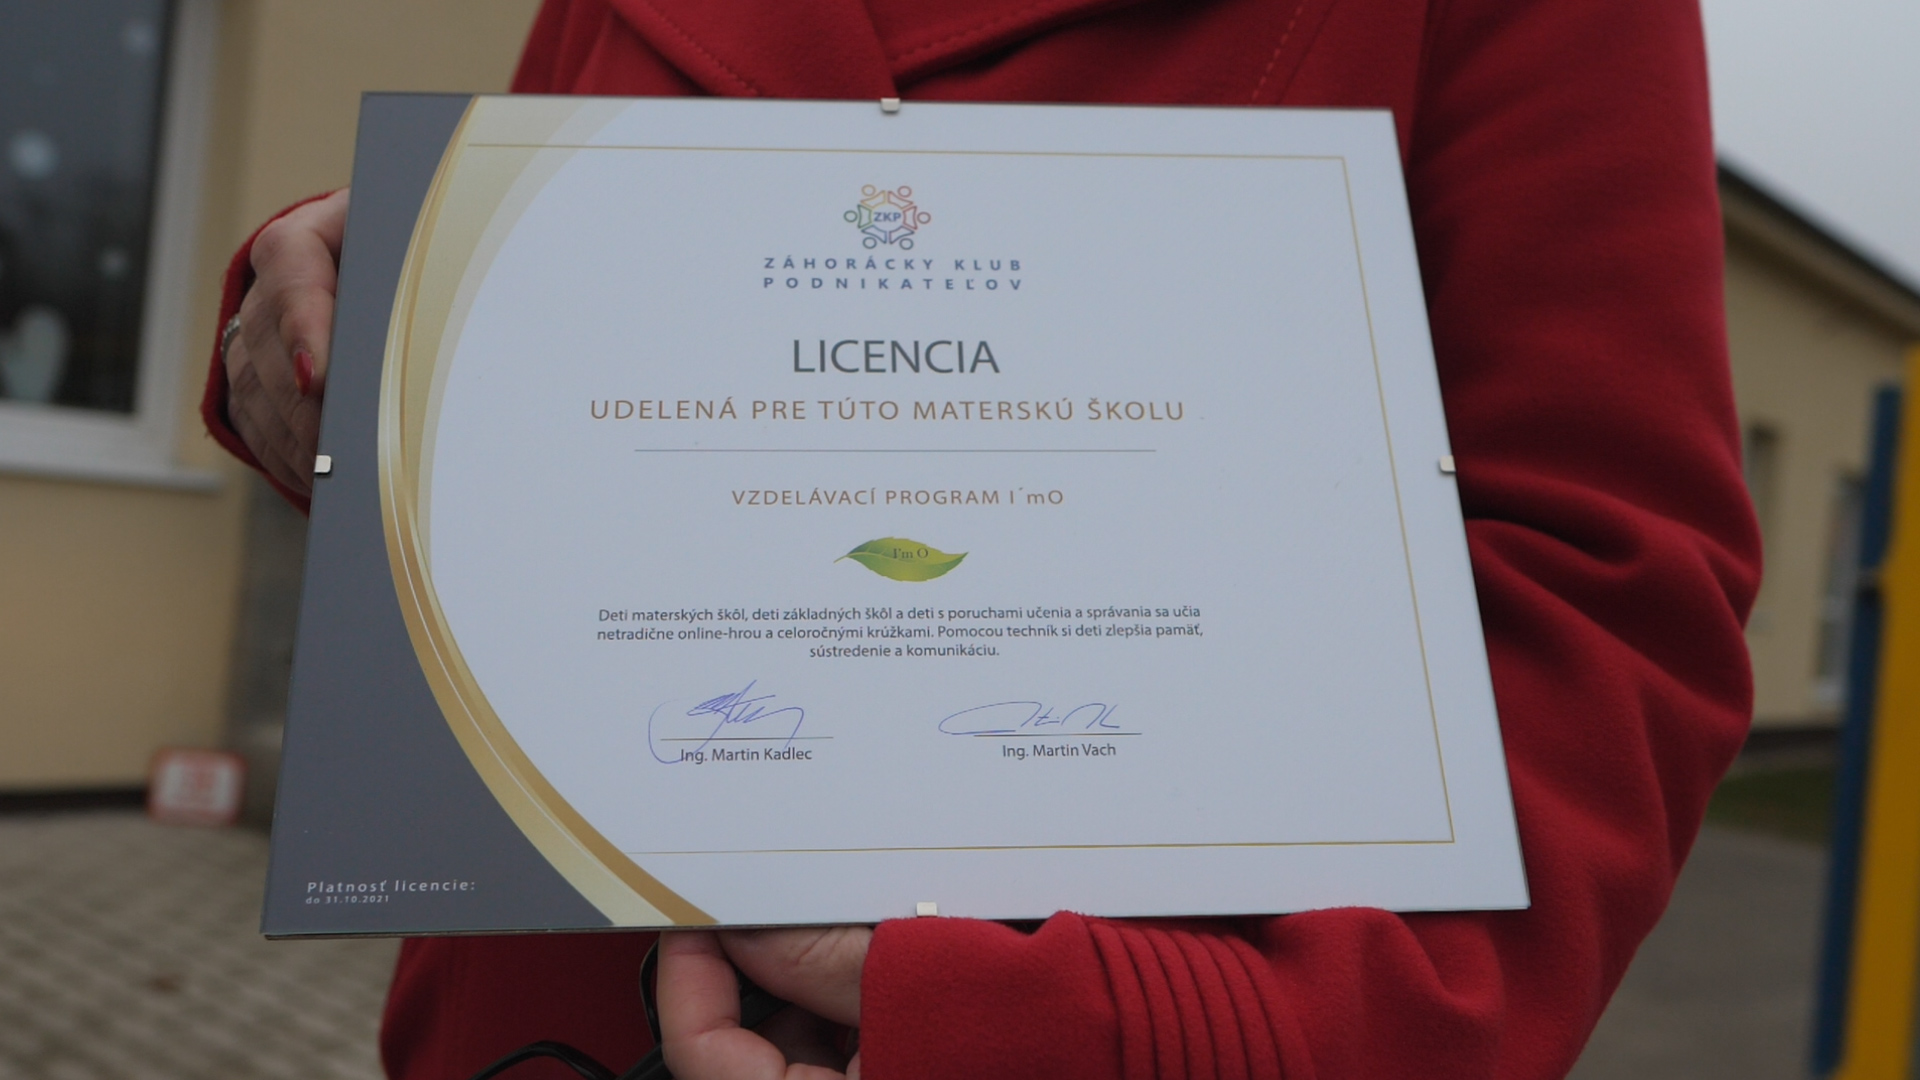 ZKP
ZÁHORÁCKY KLUB
PODNIKATEĽOV
LICENCIA
UDELENÁ PRE TÚTO MATERSKÚ ŠKOLU
VZDELÁVACÍ PROGRAM I´mO
I'm O
Deti materských škôl, deti základných škôl a deti s poruchami učenia a správania sa učia
netradične online-hrou a celoročnými krúžkami. Pomocou techník si deti zlepšia pamäť,
sústredenie a komunikáciu.
Ing. Martin Kadlec
Ing. Martin Vach
Platnosť licencie:
do 31.10.2021